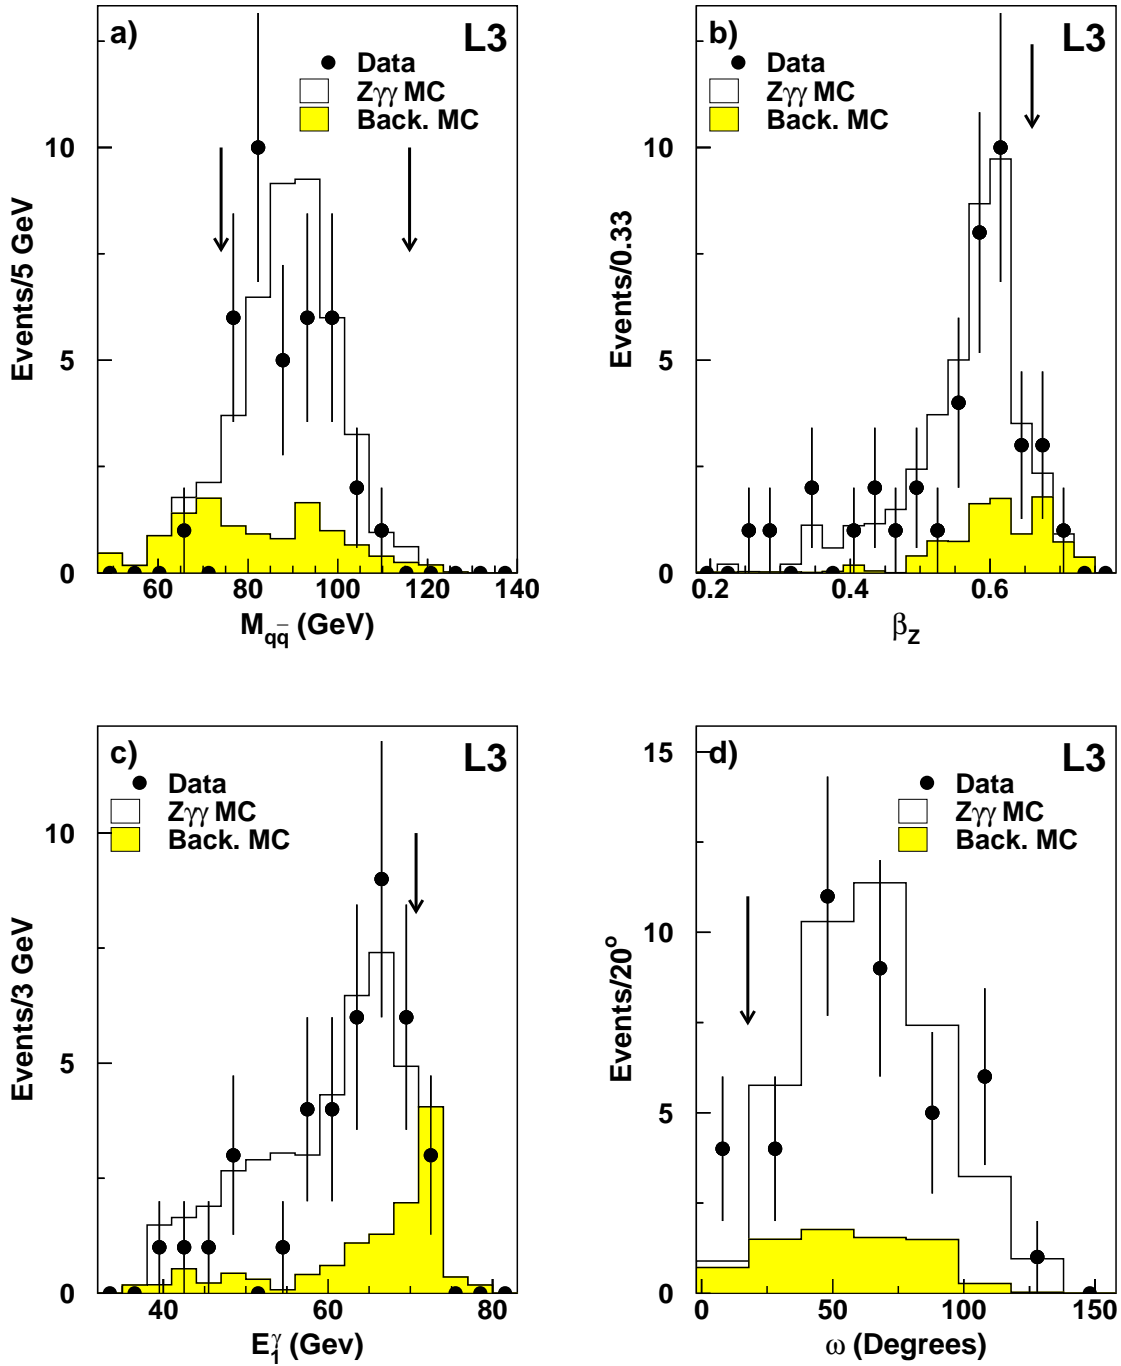 a)
L3
Data
Zγγ MC
Back. MC
10
5
0
Events/5 GeV
60 80 100 120 140
M_qq̄ (GeV)
b)
L3
Data
Zγγ MC
Back. MC
10
5
0
Events/0.33
0.2 0.4 0.6
β_Z
c)
L3
Data
Zγγ MC
Back. MC
10
5
0
Events/3 GeV
40 60 80
E₁^γ (Gev)
d)
L3
Data
Zγγ MC
Back. MC
15
10
5
0
Events/20°
0 50 100 150
ω (Degrees)